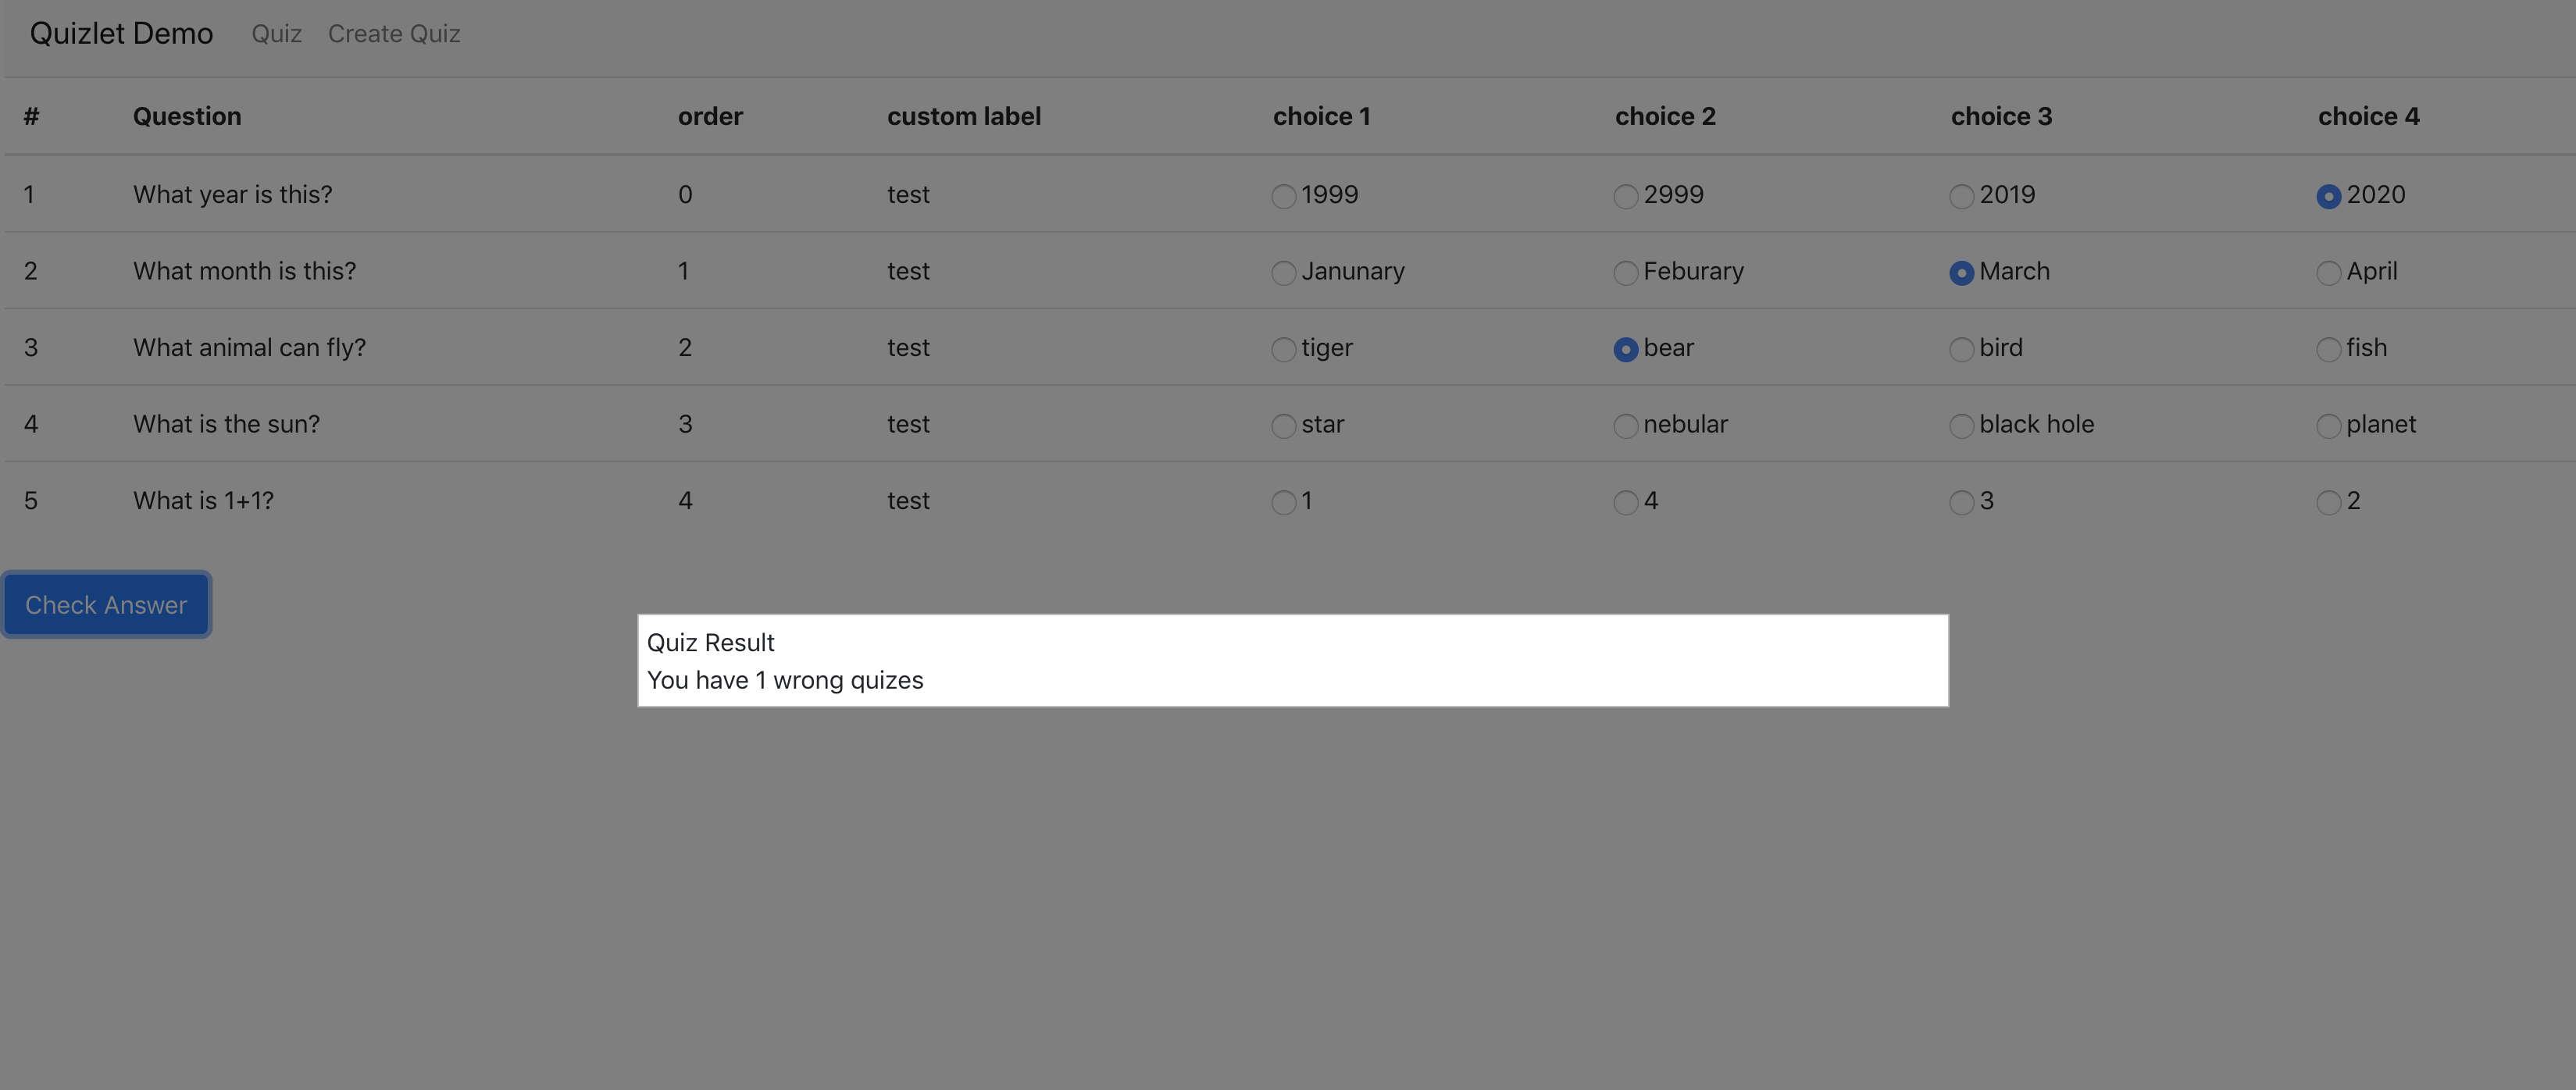 Quizlet Demo Quiz Create Quiz
# Question order custom label choice 1 choice 2 choice 3 choice 4
1 What year is this? 0 test 1999 2999 2019 2020
2 What month is this? 1 test Janunary Feburary March April
3 What animal can fly? 2 test tiger bear bird fish
4 What is the sun? 3 test star nebular black hole planet
5 What is 1+1? 4 test 1 4 3 2
Check Answer
Quiz Result
You have 1 wrong quizes